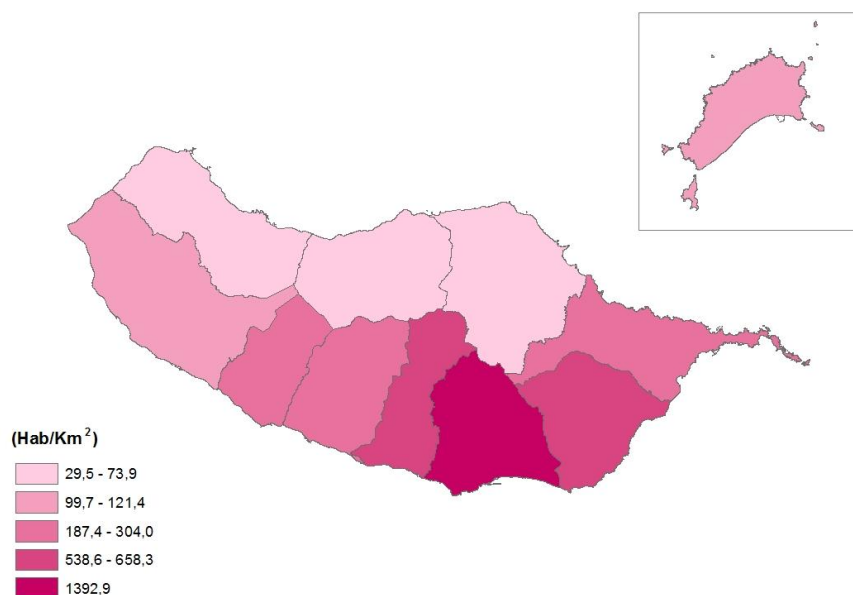 (Hab/Km²)
29,5 - 73,9
99,7 - 121,4
187,4 - 304,0
538,6 - 658,3
1392,9